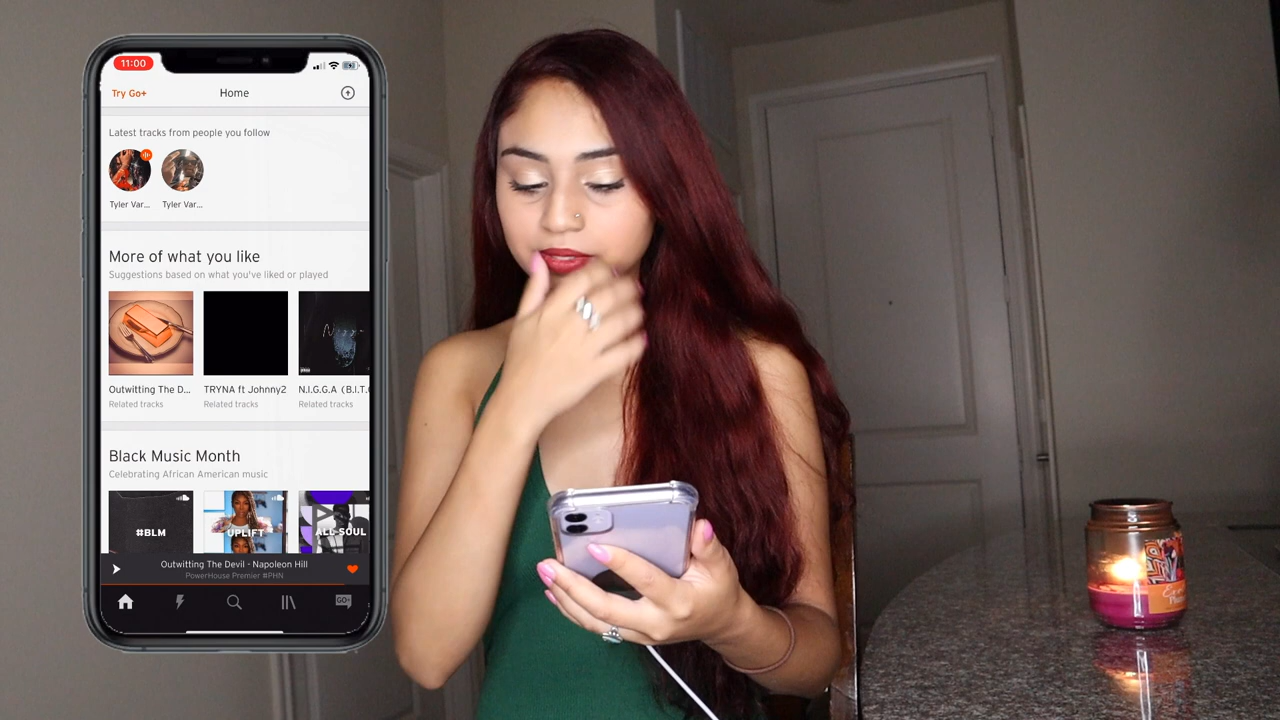 11:00
Try Go+
Home
Latest tracks from people you follow
Tyler Var...
Tyler Var...
More of what you like
Suggestions based on what you've liked or played
Outwitting The D...
TRYNA ft Johnny2
N.I.G.G.A (B.I.T.
Related tracks
Related tracks
Related tracks
Black Music Month
Celebrating African American music
#BLM
UPLIFT
ALL SOUL
Outwitting The Devil - Napoleon Hill
PowerHouse Premier #PHN
GO+